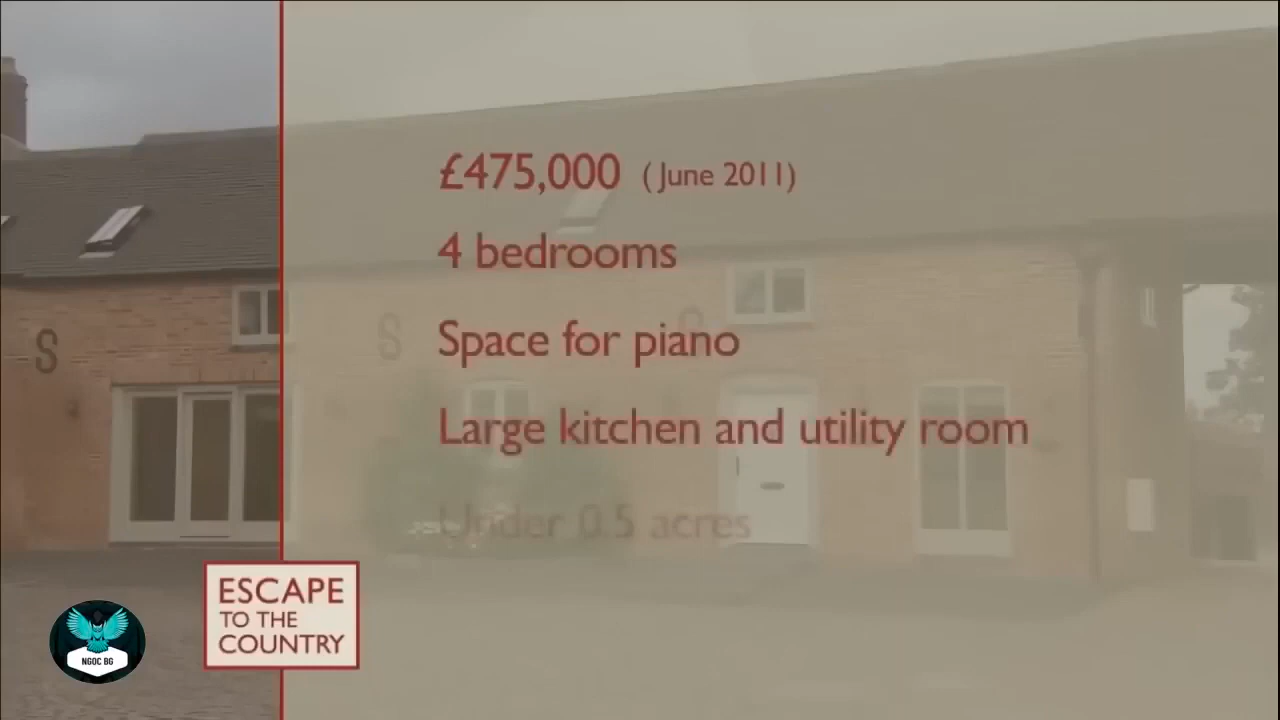 £475,000 (June 2011)
4 bedrooms
Space for piano
Large kitchen and utility room
Under 0.5 acres
ESCAPE
TO THE
COUNTRY
NGOC BG